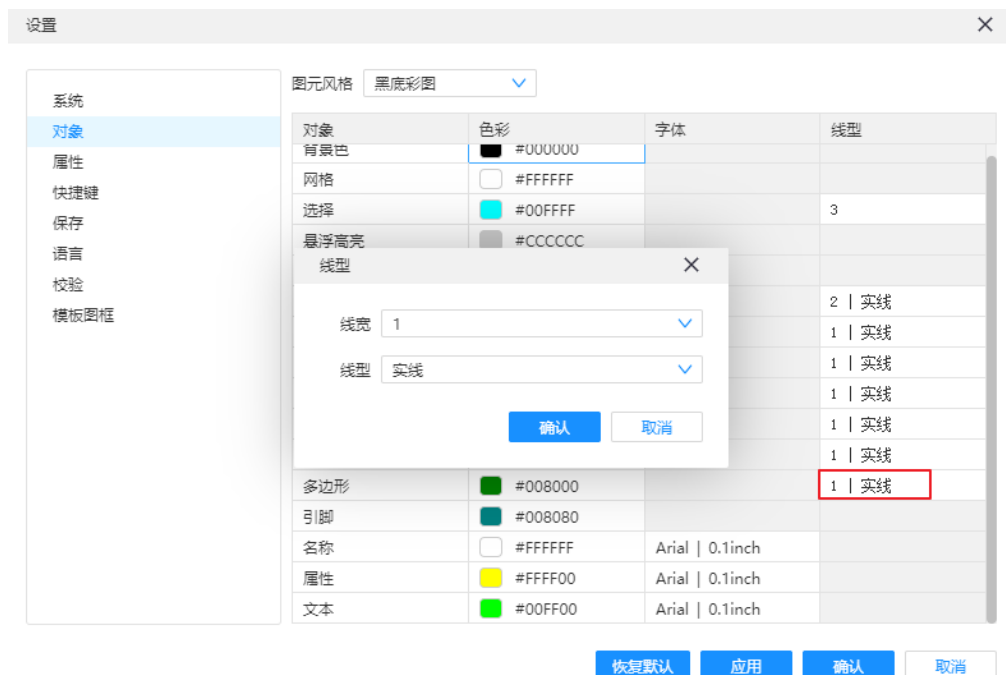 设置
系统
对象
属性
快捷键
保存
语言
校验
模板图框
图元风格 黑底彩图
对象 色彩 字体 线型
背景色 #000000
网格 #FFFFFF
选择 #00FFFF 3
悬浮高亮 #CCCCCC
线型
线宽 1
线型 实线
确认 取消
2 | 实线
1 | 实线
1 | 实线
1 | 实线
1 | 实线
1 | 实线
多边形 #008000 1 | 实线
引脚 #008080
名称 #FFFFFF Arial | 0.1inch
属性 #FFFF00 Arial | 0.1inch
文本 #00FF00 Arial | 0.1inch
恢复默认 应用 确认 取消